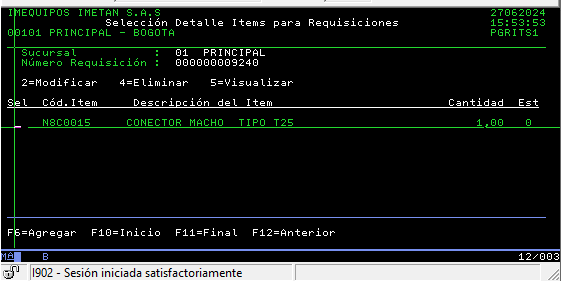 IMEQUIPOS IMETAN S.A.S 27062024
Selección Detalle Items para Requisiciones 15:53:53
00101 PRINCIPAL - BOGOTA PGRITS1
Sucursal : 01 PRINCIPAL
Número Requisición : 000000009240
2=Modificar 4=Eliminar 5=Visualizar
Sel Cód.Item Descripción del Item Cantidad Est
N8C0015 CONECTOR MACHO TIPO T25 1,00 0
F6=Agregar F10=Inicio F11=Final F12=Anterior
MA B 12/003
I902 - Sesión iniciada satisfactoriamente